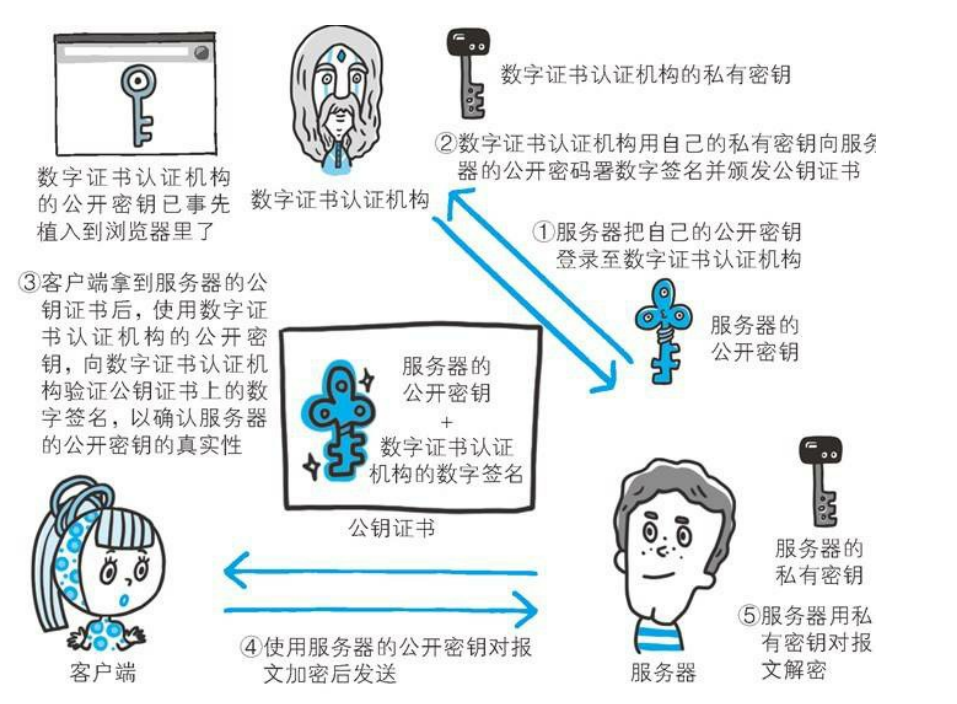 数字证书认证机构的私有密钥
②数字证书认证机构用自己的私有密钥向服务
器的公开密码署数字签名并颁发公钥证书
数字证书认证机构
的公开密钥已事先
植入到浏览器里了
数字证书认证机构
①服务器把自己的公开密钥
登录至数字证书认证机构
③客户端拿到服务器的公
钥证书后，使用数字证
书认证机构的公开密
钥，向数字证书认证机
构验证公钥证书上的数
字签名，以确认服务器
的公开密钥的真实性
服务器的
公开密钥
服务器的
公开密钥
+
数字证书认证
机构的数字签名
公钥证书
服务器的
私有密钥
④使用服务器的公开密钥对报
文加密后发送
⑤服务器用私
有密钥对报
文解密
客户端
服务器